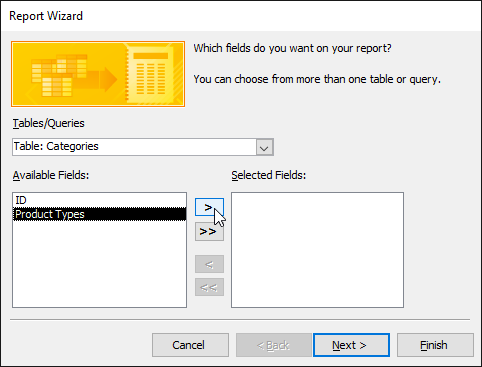 Report Wizard
Which fields do you want on your report?
You can choose from more than one table or query.
Tables/Queries
Table: Categories
Available Fields:
Selected Fields:
ID
Product Types
>
>>
<
<<
Cancel
< Back
Next >
Finish